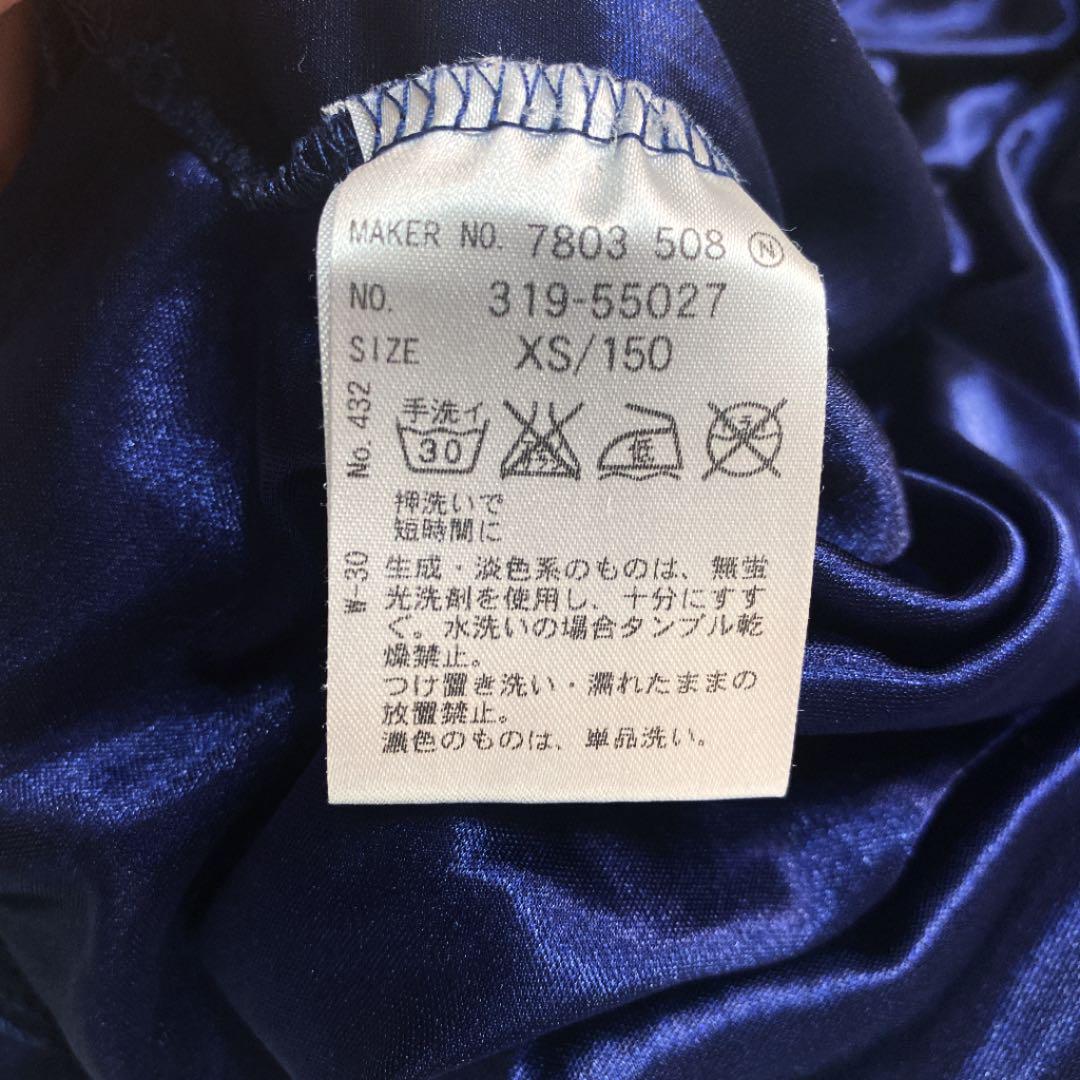 MAKER NO. 7803 508 Ⓝ
NO. 319-55027
SIZE XS/150
No. 432
手洗イ
30
低
押洗いで
短時間に
W-30
生成・淡色系のものは、無蛍
光洗剤を使用し、十分にすす
ぐ。水洗いの場合タンブル乾
燥禁止。
つけ置き洗い・濡れたままの
放置禁止。
濃色のものは、単品洗い。